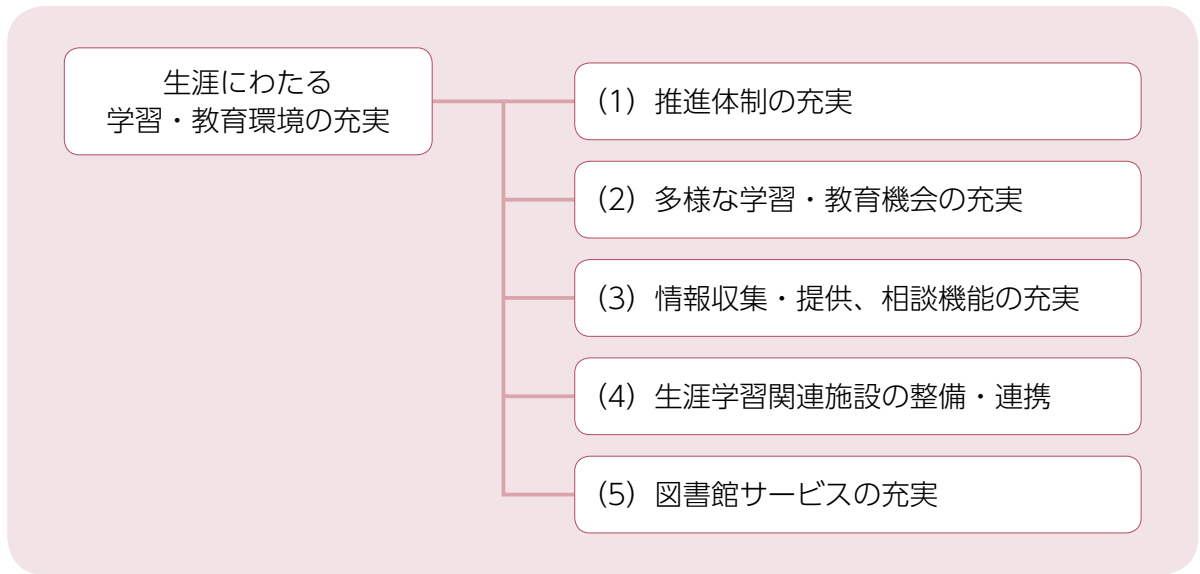 生涯にわたる
学習・教育環境の充実
(1) 推進体制の充実
(2) 多様な学習・教育機会の充実
(3) 情報収集・提供、相談機能の充実
(4) 生涯学習関連施設の整備・連携
(5) 図書館サービスの充実